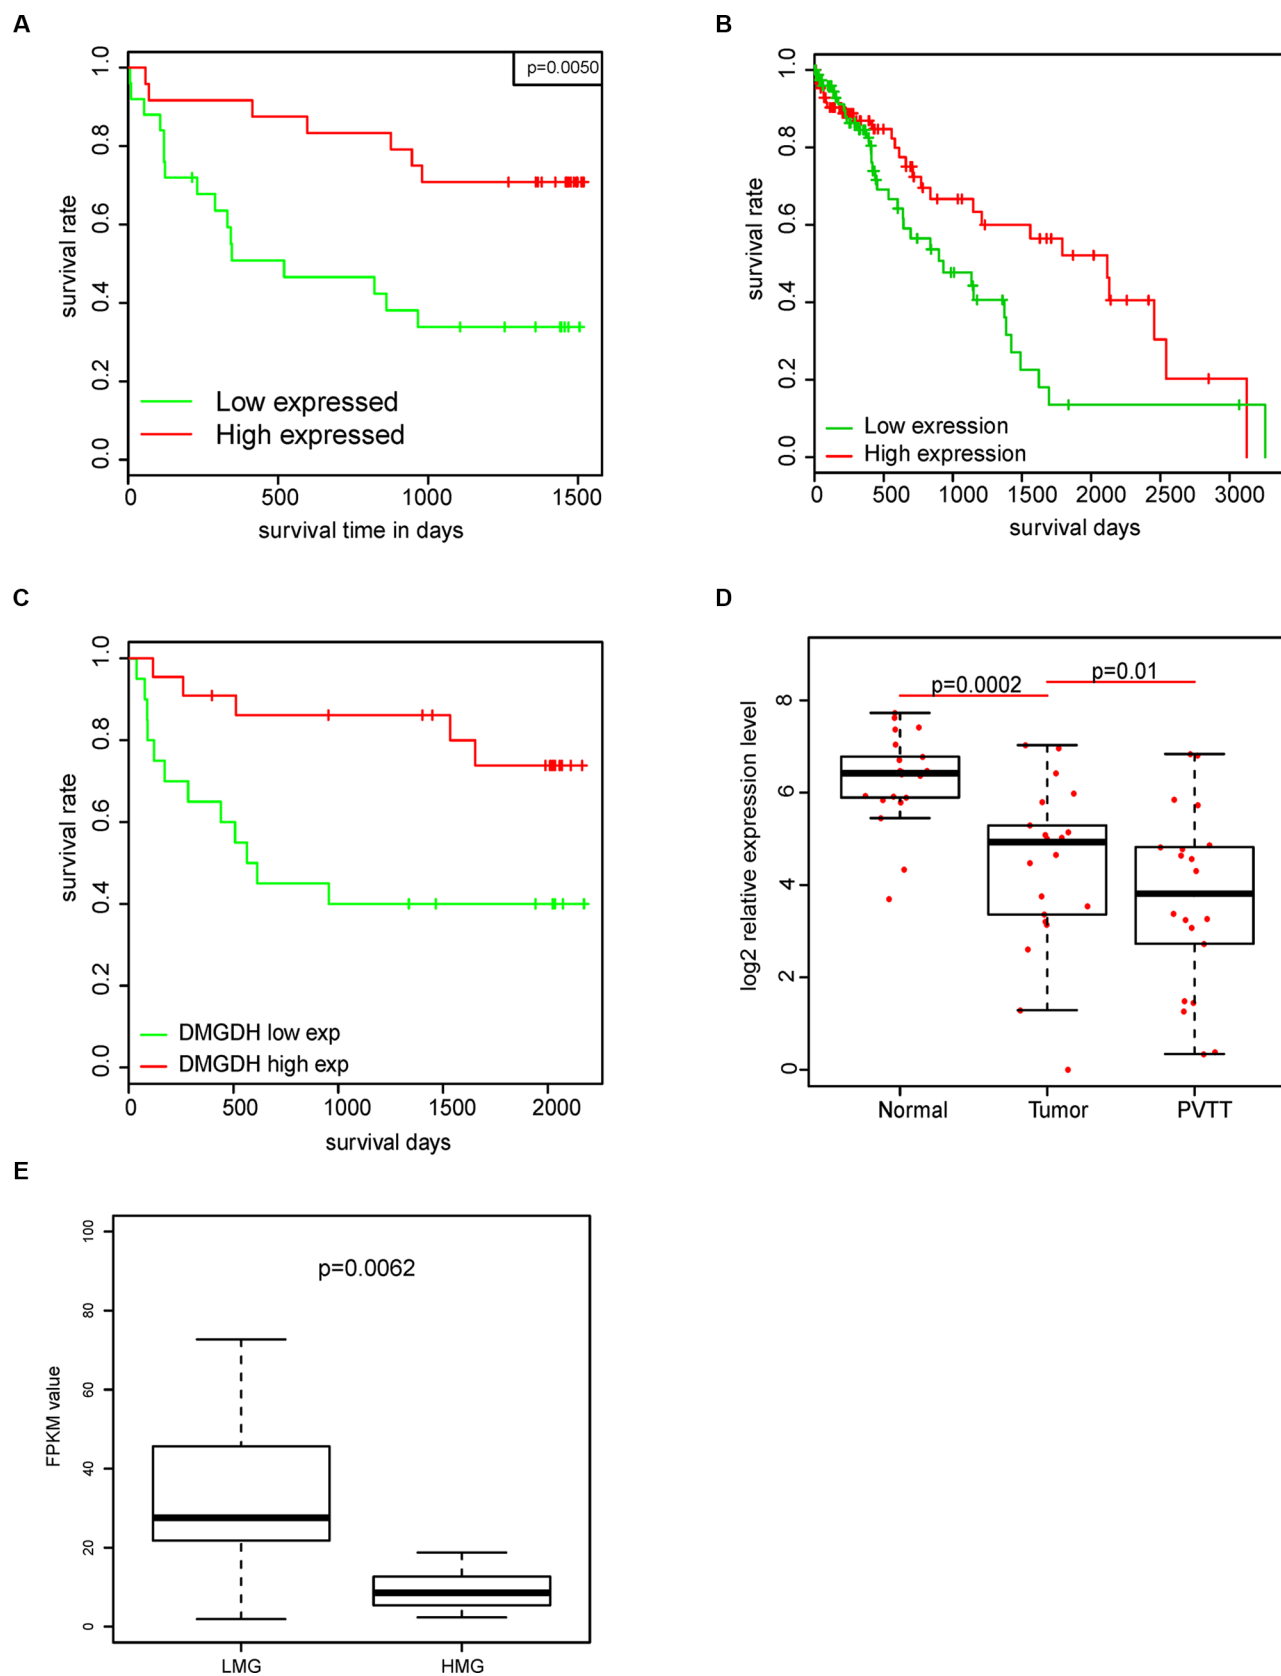 A
p=0.0050
survival rate
1.0
0.8
0.6
0.4
0.2
0.0
Low expressed
High expressed
0 500 1000 1500
survival time in days
B
survival rate
1.0
0.8
0.6
0.4
0.2
0.0
Low exression
High expression
0 500 1000 1500 2000 2500 3000
survival days
C
survival rate
1.0
0.8
0.6
0.4
0.2
0.0
DMGDH low exp
DMGDH high exp
0 500 1000 1500 2000
survival days
D
log2 relative expression level
8
6
4
2
0
p=0.0002
p=0.01
Normal Tumor PVTT
E
FPKM value
100
80
60
40
20
0
p=0.0062
LMG HMG